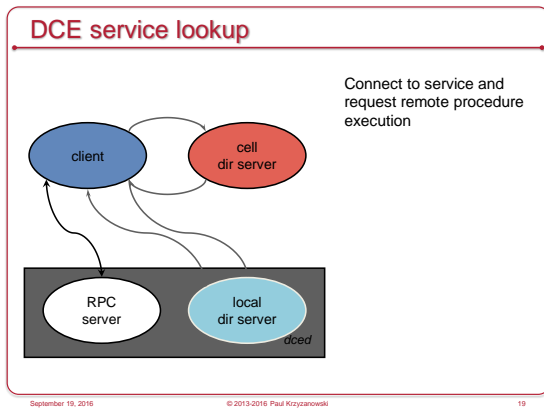 DCE service lookup
Connect to service and
request remote procedure
execution
client
cell
dir server
RPC
server
local
dir server
dced
September 19, 2016
© 2013-2016 Paul Krzyzanowski
19